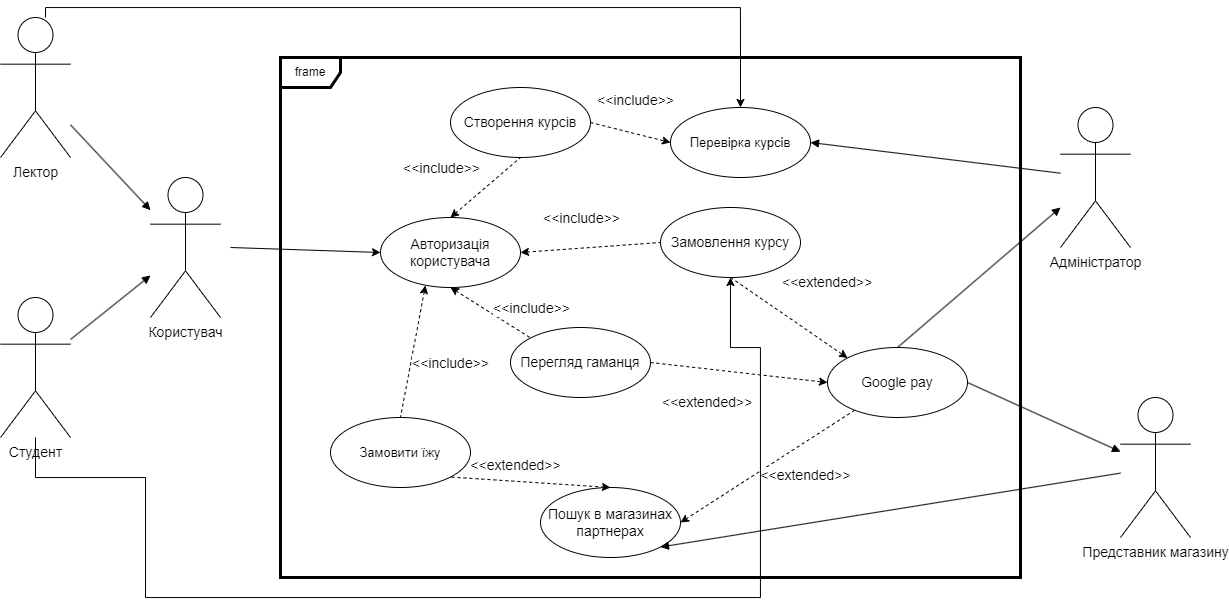 frame
<<include>>
Створення курсів
Перевірка курсів
Лектор
<<include>>
<<include>>
Авторизація
користувача
Замовлення курсу
Адміністратор
<<extended>>
<<include>>
Користувач
<<include>>
Перегляд гаманця
Google pay
<<extended>>
Студент
Замовити їжу
<<extended>>
<<extended>>
Пошук в магазинах
партнерах
Представник магазину